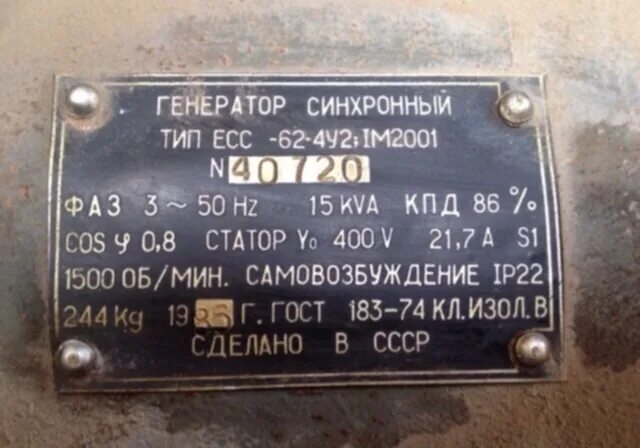 ГЕНЕРАТОР СИНХРОННЫЙ
ТИП ЕСС -62-4У2; IM2001
N 40720
ФАЗ 3 ~ 50 Hz 15 KVA КПД 86 %
COS φ 0,8 СТАТОР Y₀ 400 V 21,7 A S1
1500 ОБ/МИН. САМОВОЗБУЖДЕНИЕ IP22
244 Kg Г. ГОСТ 183-74 КЛ. ИЗОЛ. В
СДЕЛАНО В СССР